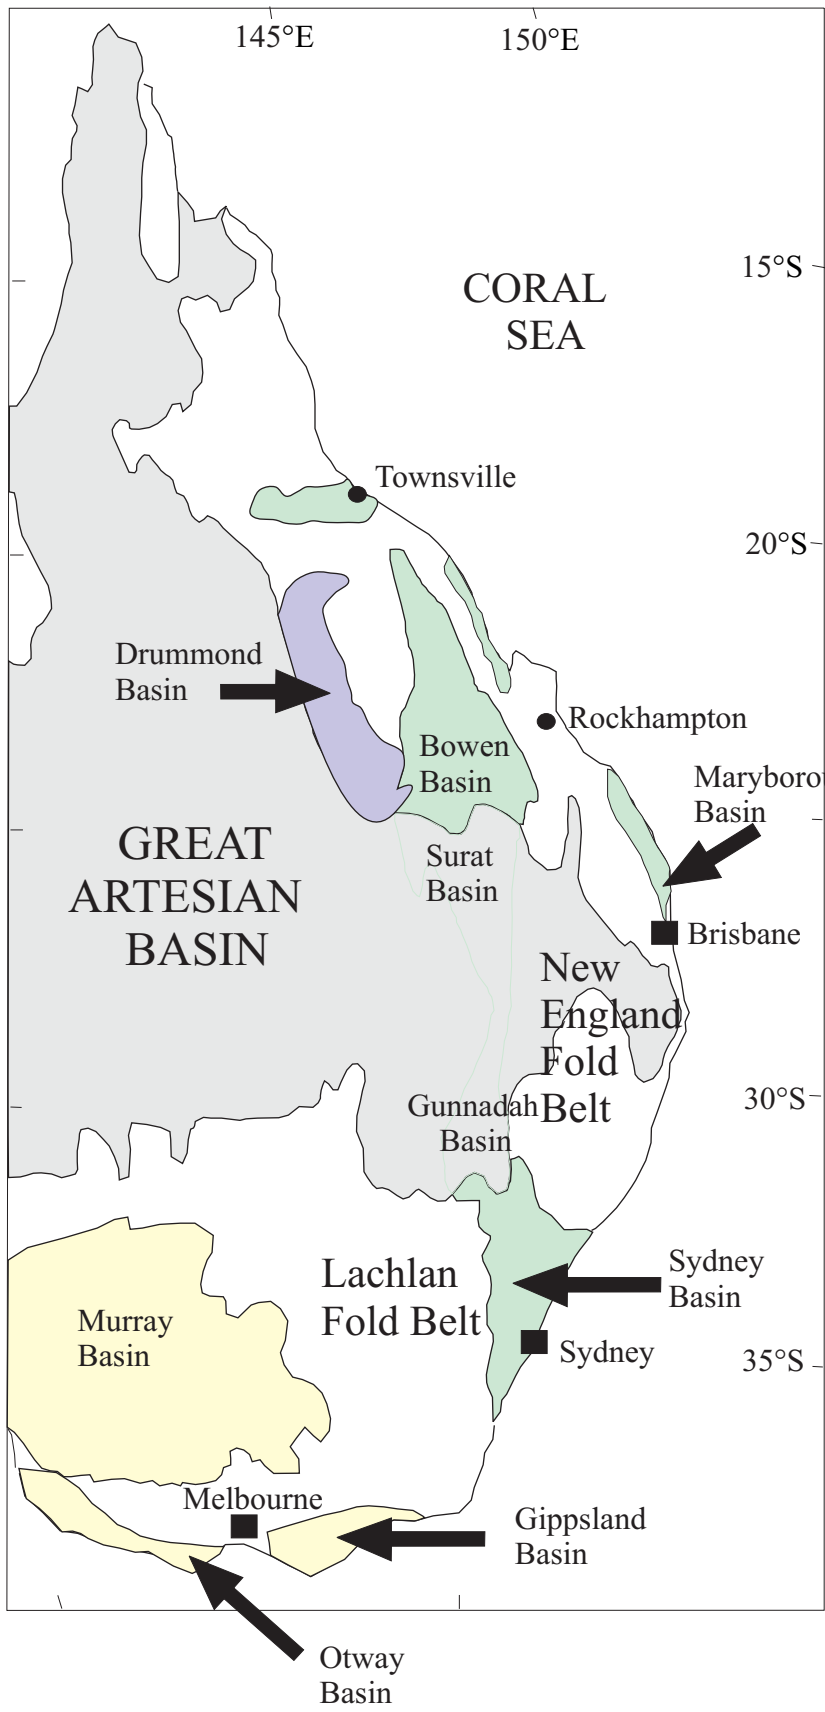 145°E
150°E
15°S
CORAL
SEA
Townsville
20°S
Drummond
Basin
Rockhampton
Bowen
Basin
Maryboro
Basin
GREAT
ARTESIAN
BASIN
Surat
Basin
Brisbane
New
England
Fold
Belt
30°S
Gunnadah
Basin
Lachlan
Fold Belt
Sydney
Basin
Murray
Basin
Sydney
35°S
Melbourne
Gippsland
Basin
Otway
Basin